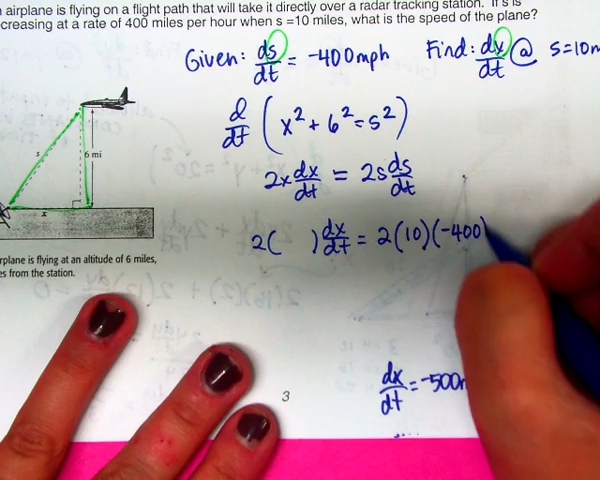 airplane is flying on a flight path that will take it directly over a radar tracking station. If s is
creasing at a rate of 400 miles per hour when s =10 miles, what is the speed of the plane?
Given: ds/dt = -400mph Find: dx/dt @ s=10m
d/dt (x² + 6² = s²)
2x dx/dt = 2s ds/dt
2( ) dx/dt = 2(10)(-400)
s
6 mi
x
rplane is flying at an altitude of 6 miles,
es from the station.
dx/dt = -500m
3